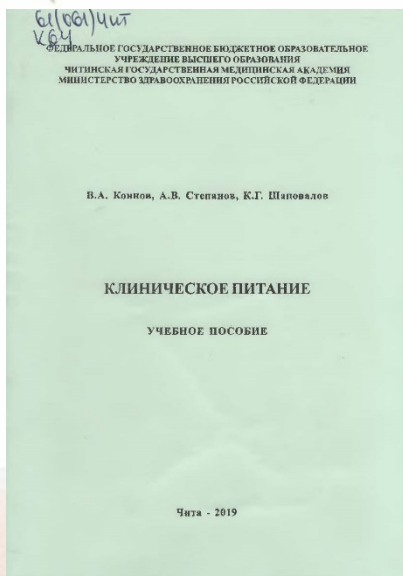 61(061)Чит
К64
ФЕДЕРАЛЬНОЕ ГОСУДАРСТВЕННОЕ БЮДЖЕТНОЕ ОБРАЗОВАТЕЛЬНОЕ
УЧРЕЖДЕНИЕ ВЫСШЕГО ОБРАЗОВАНИЯ
ЧИТИНСКАЯ ГОСУДАРСТВЕННАЯ МЕДИЦИНСКАЯ АКАДЕМИЯ
МИНИСТЕРСТВО ЗДРАВООХРАНЕНИЯ РОССИЙСКОЙ ФЕДЕРАЦИИ
В.А. Коннов, А.В. Степанов, К.Г. Шаповалов
КЛИНИЧЕСКОЕ ПИТАНИЕ
УЧЕБНОЕ ПОСОБИЕ
Чита - 2019